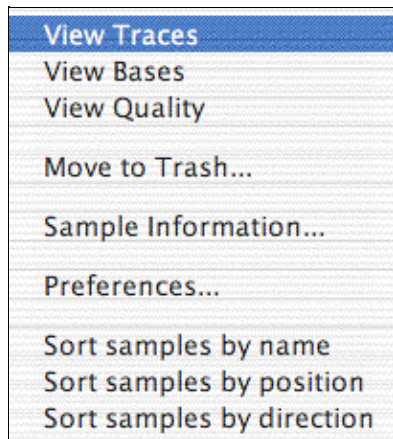 View Traces
View Bases
View Quality
Move to Trash...
Sample Information...
Preferences...
Sort samples by name
Sort samples by position
Sort samples by direction